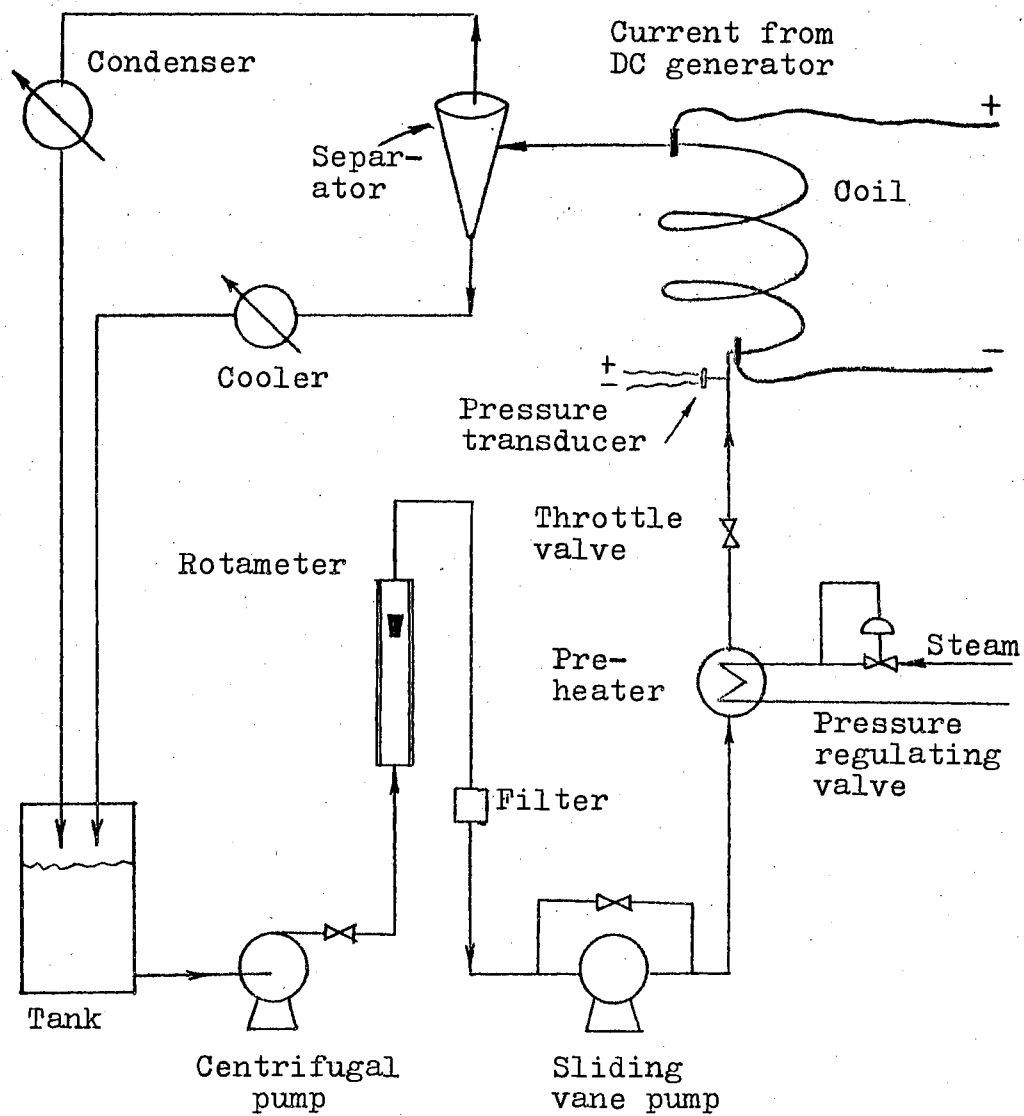 Current from
DC generator
Condenser
+
Separ-
ator
Coil
−
+
−
Cooler
Pressure
transducer
Throttle
valve
Rotameter
Steam
Pre-
heater
Pressure
regulating
valve
Filter
Tank
Centrifugal
pump
Sliding
vane pump